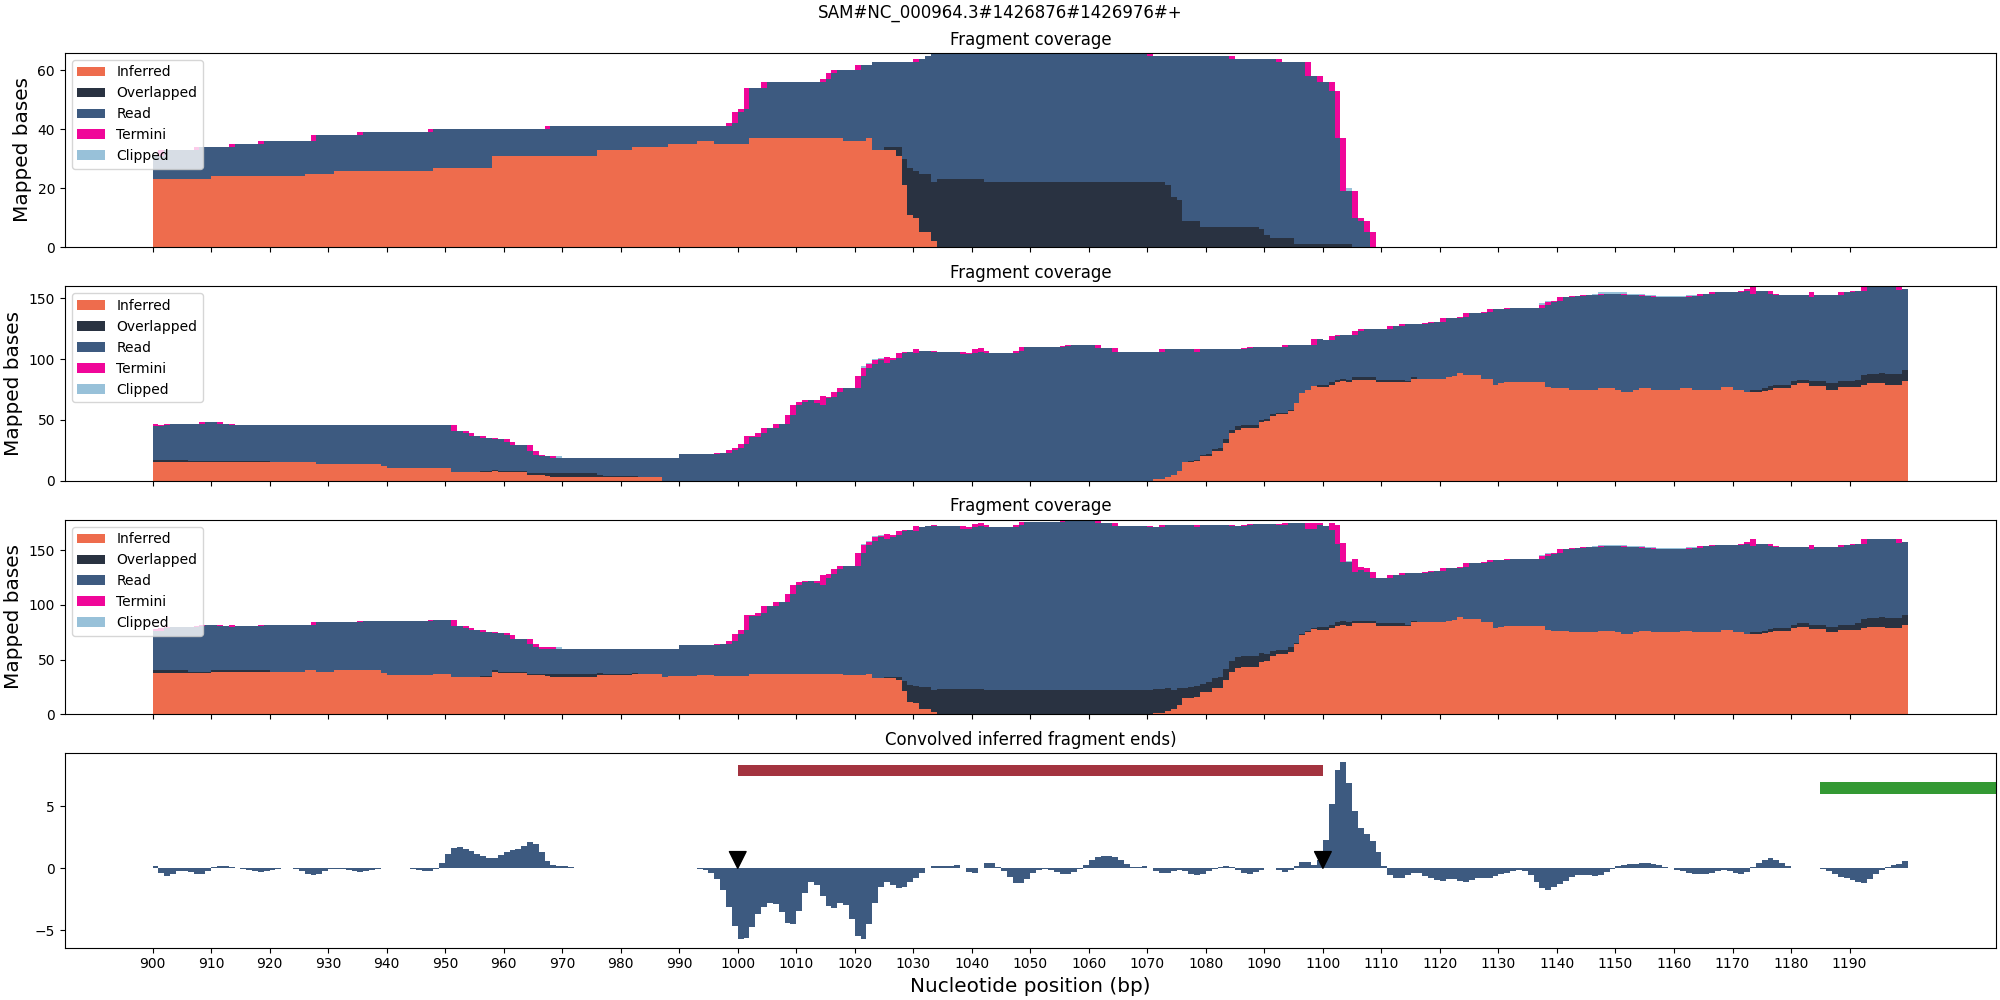 SAM#NC_000964.3#1426876#1426976#+
Fragment coverage
Mapped bases
60
40
20
0
Inferred
Overlapped
Read
Termini
Clipped
Fragment coverage
Mapped bases
150
100
50
0
Inferred
Overlapped
Read
Termini
Clipped
Fragment coverage
Mapped bases
150
100
50
0
Inferred
Overlapped
Read
Termini
Clipped
Convolved inferred fragment ends)
5
0
−5
900 910 920 930 940 950 960 970 980 990 1000 1010 1020 1030 1040 1050 1060 1070 1080 1090 1100 1110 1120 1130 1140 1150 1160 1170 1180 1190
Nucleotide position (bp)